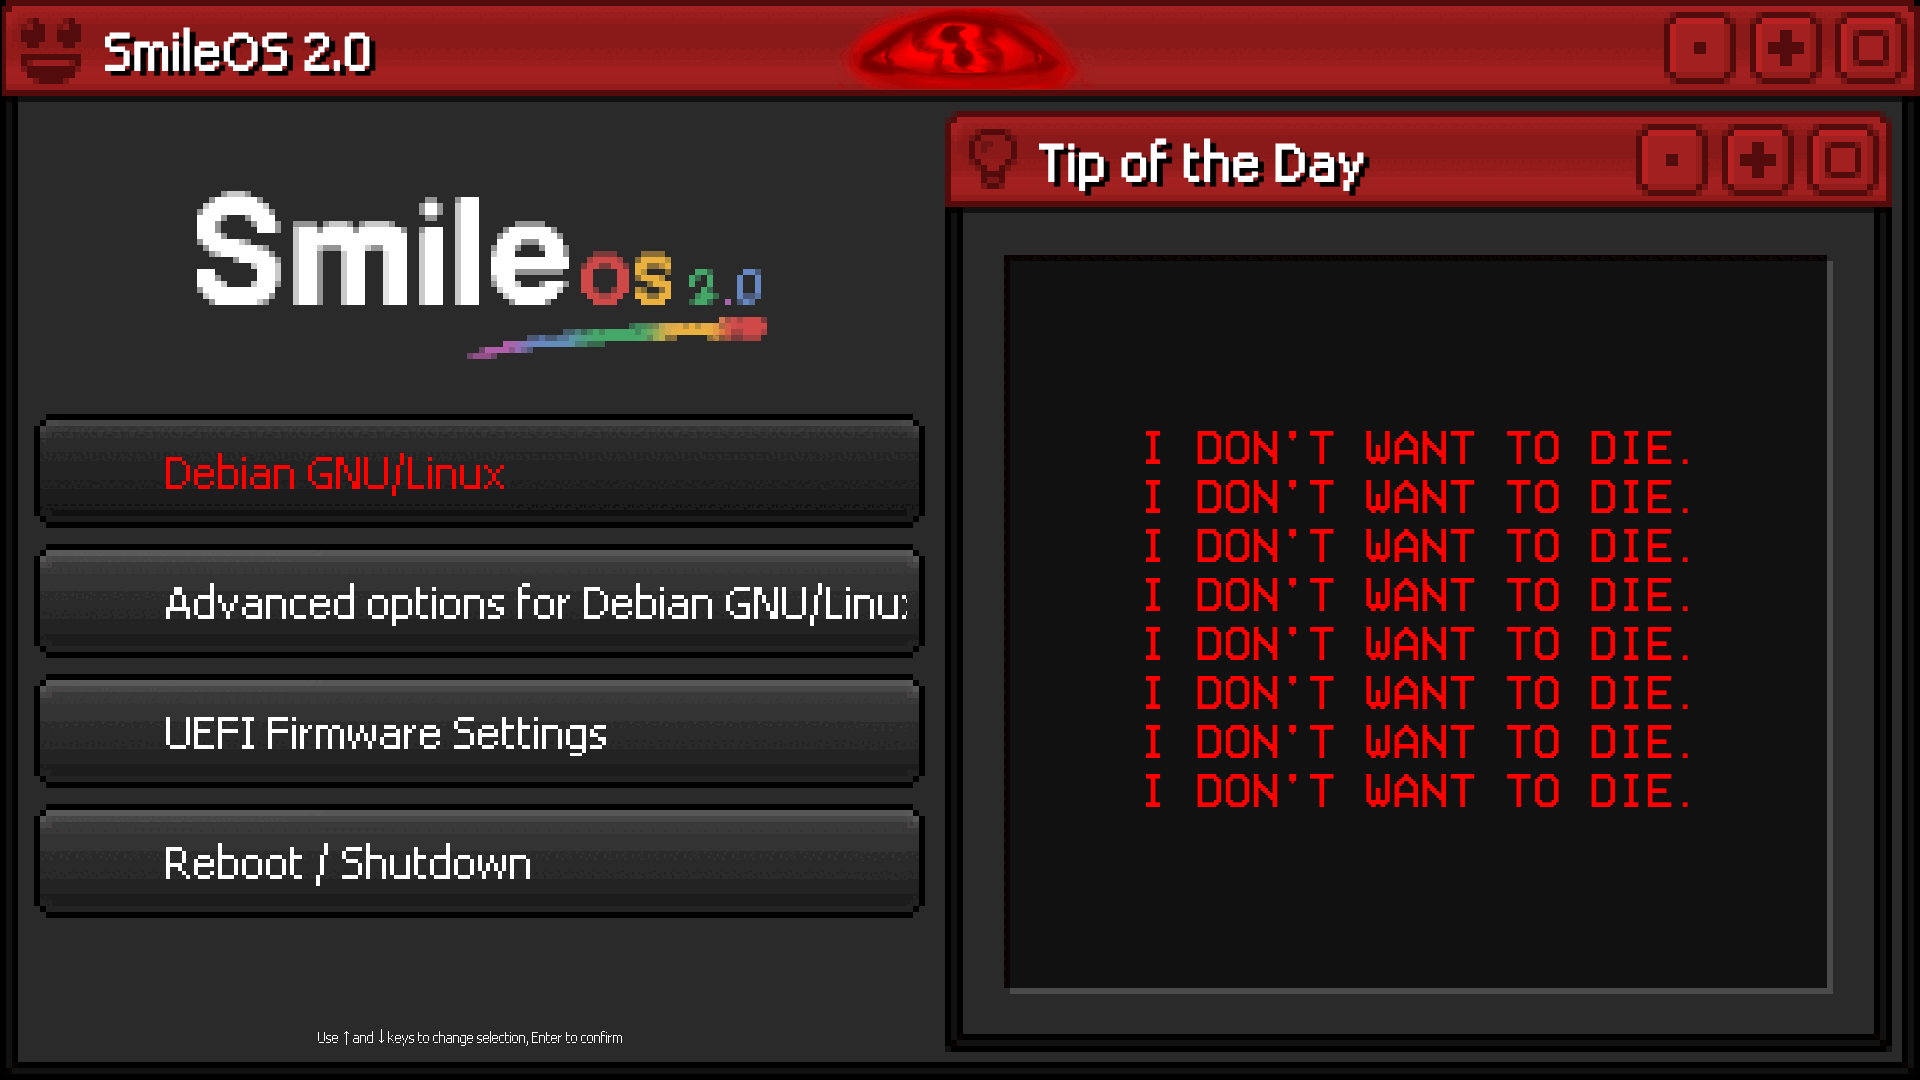 SmileOS 2.0
Smile os 2.0
Debian GNU/Linux
Advanced options for Debian GNU/Linux
UEFI Firmware Settings
Reboot / Shutdown
Use ↑ and ↓ keys to change selection, Enter to confirm
Tip of the Day
I DON'T WANT TO DIE.
I DON'T WANT TO DIE.
I DON'T WANT TO DIE.
I DON'T WANT TO DIE.
I DON'T WANT TO DIE.
I DON'T WANT TO DIE.
I DON'T WANT TO DIE.
I DON'T WANT TO DIE.